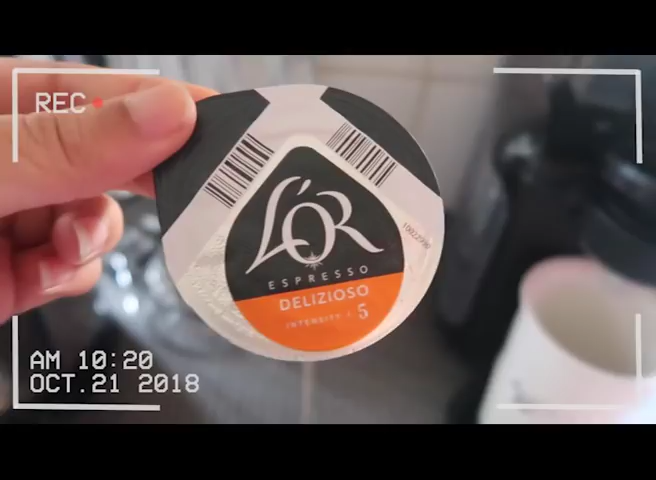 REC
L'OR
ESPRESSO
DELIZIOSO
INTENSITY : 5
AM 10:20
OCT.21 2018